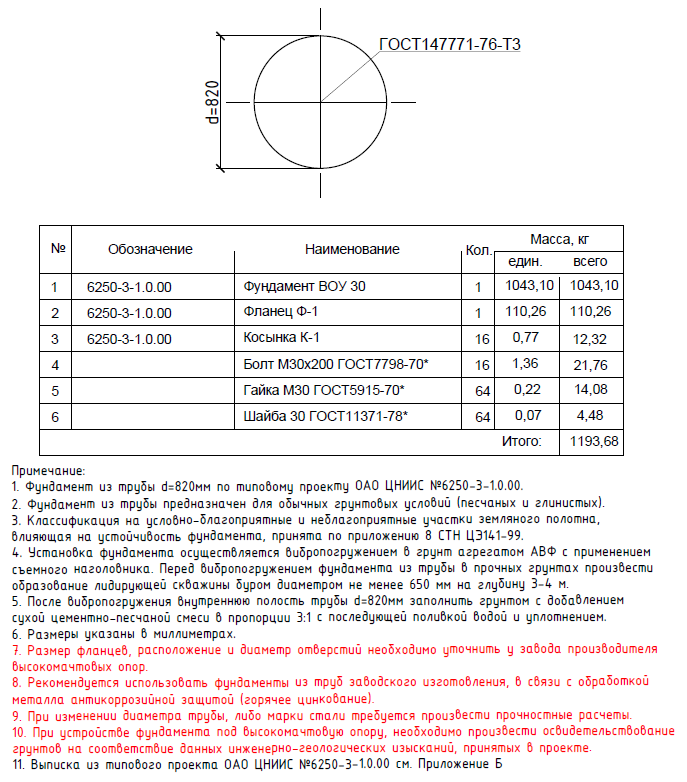 ГОСТ147771-76-Т3
d=820
№ Обозначение Наименование Кол. Масса, кг
един. всего
1 6250-3-1.0.00 Фундамент ВОУ 30 1 1043,10 1043,10
2 6250-3-1.0.00 Фланец Ф-1 1 110,26 110,26
3 6250-3-1.0.00 Косынка К-1 16 0,77 12,32
4 Болт М30х200 ГОСТ7798-70* 16 1,36 21,76
5 Гайка М30 ГОСТ5915-70* 64 0,22 14,08
6 Шайба 30 ГОСТ11371-78* 64 0,07 4,48
Итого: 1193,68
Примечание:
1. Фундамент из трубы d=820мм по типовому проекту ОАО ЦНИИС №6250-3-1.0.00.
2. Фундамент из трубы предназначен для обычных грунтовых условий (песчаных и глинистых).
3. Классификация на условно-благоприятные и неблагоприятные участки земляного полотна,
влияющая на устойчивость фундамента, принята по приложению 8 СТН ЦЭ141-99.
4. Установка фундамента осуществляется вибропогружением в грунт агрегатом АВФ с применением
съемного наголовника. Перед вибропогружением фундамента из трубы в прочных грунтах произвести
образование лидирующей скважины буром диаметром не менее 650 мм на глубину 3-4 м.
5. После вибропогружения внутреннюю полость трубы d=820мм заполнить грунтом с добавлением
сухой цементно-песчаной смеси в пропорции 3:1 с последующей поливкой водой и уплотнением.
6. Размеры указаны в миллиметрах.
7. Размер фланцев, расположение и диаметр отверстий необходимо уточнить у завода производителя
высокомачтовых опор.
8. Рекомендуется использовать фундаменты из труб заводского изготовления, в связи с обработкой
металла антикоррозийной защитой (горячее цинкование).
9. При изменении диаметра трубы, либо марки стали требуется произвести прочностные расчеты.
10. При устройстве фундамента под высокомачтовую опору, необходимо произвести освидетельствование
грунтов на соответствие данных инженерно-геологических изысканий, принятых в проекте.
11. Выписка из типового проекта ОАО ЦНИИС №6250-3-1.0.00 см. Приложение Б